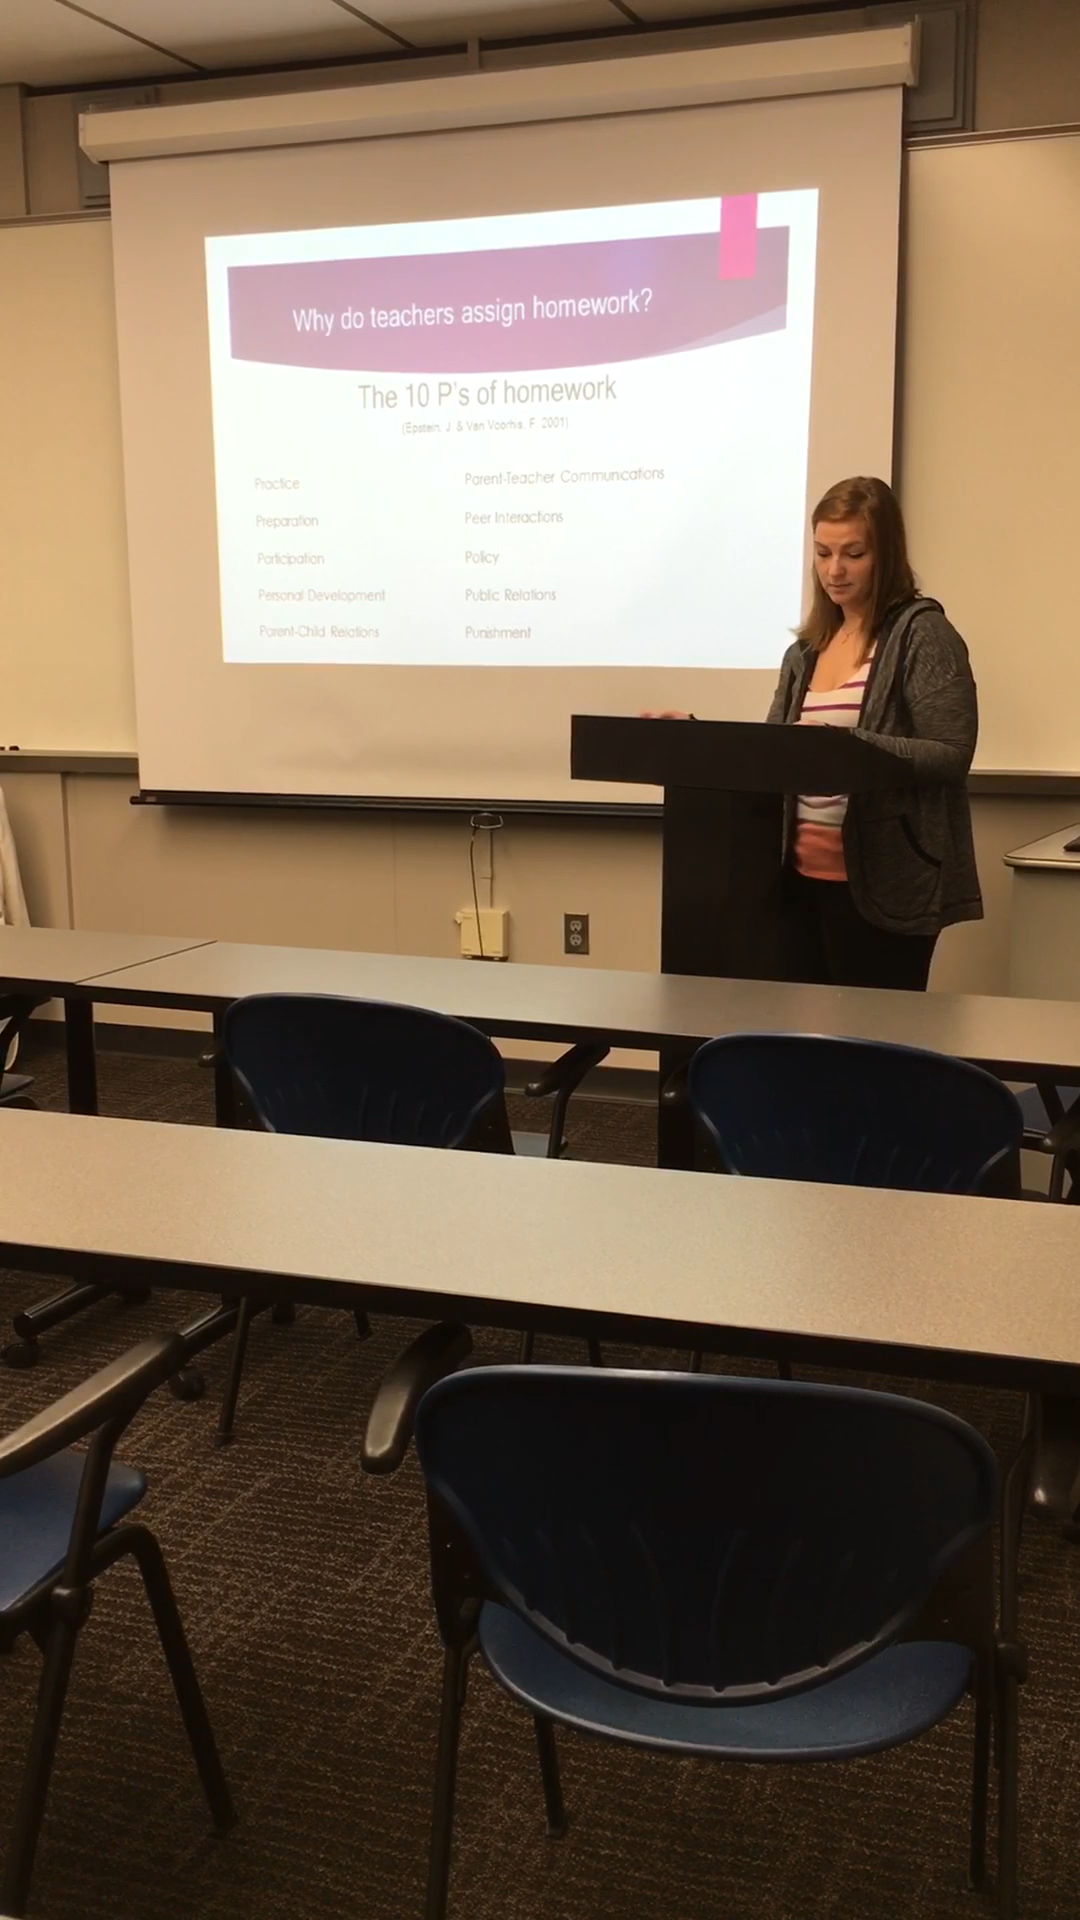 Why do teachers assign homework?
The 10 P's of homework
(Epstein, J. & Van Voorhis, F. 2001)
Practice
Preparation
Participation
Personal Development
Parent-Child Relations
Parent-Teacher Communications
Peer Interactions
Policy
Public Relations
Punishment